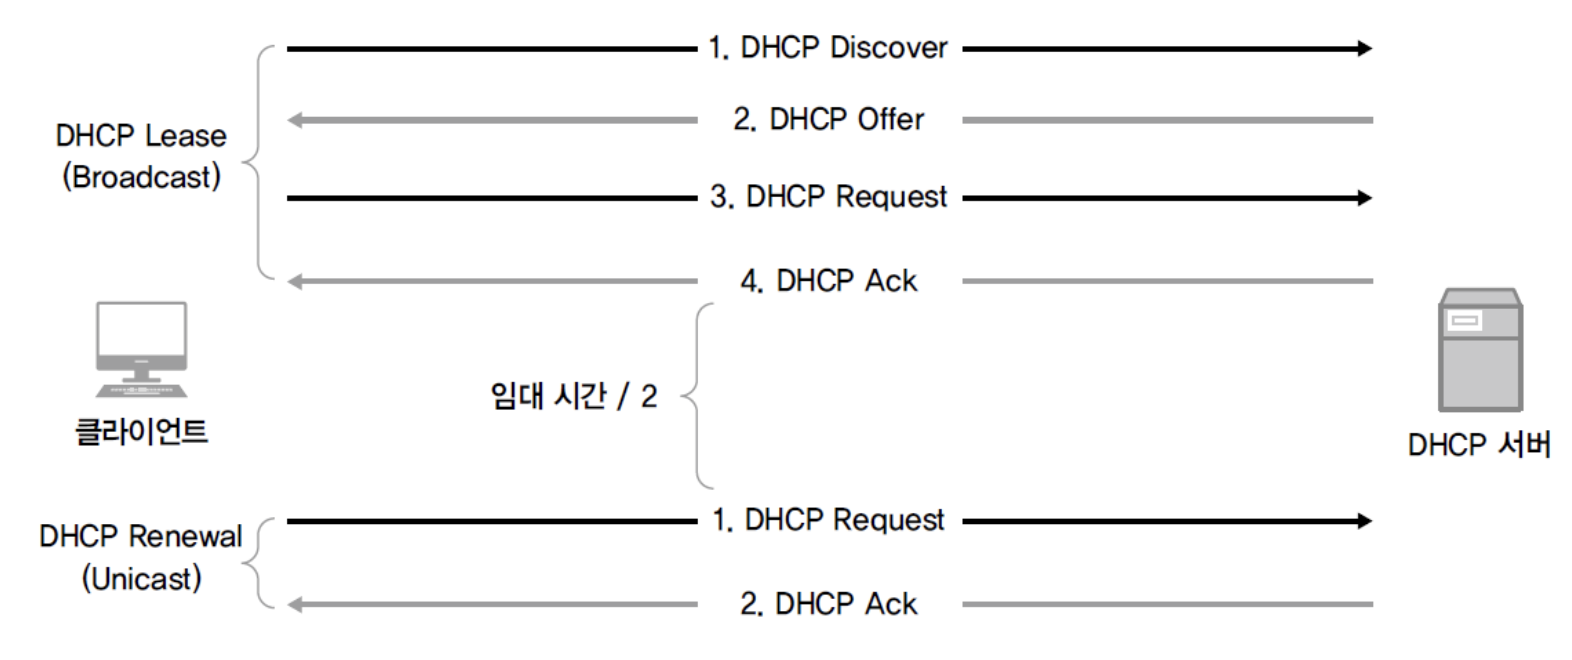 1. DHCP Discover
2. DHCP Offer
DHCP Lease
(Broadcast)
3. DHCP Request
4. DHCP Ack
임대 시간 / 2
클라이언트
DHCP 서버
DHCP Renewal
(Unicast)
1. DHCP Request
2. DHCP Ack